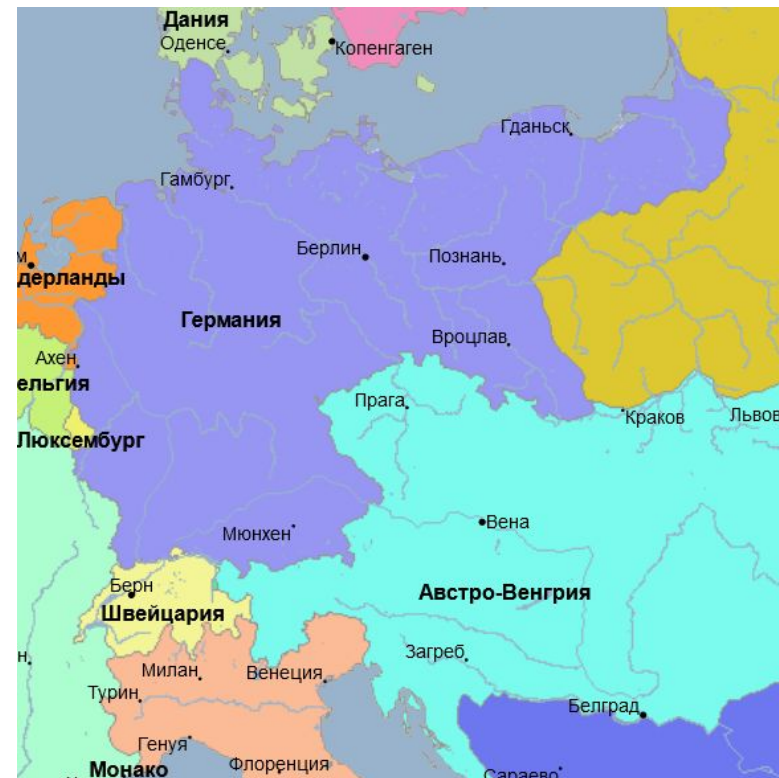 Дания
Оденсе
Копенгаген
Гданьск
Гамбург
м
Берлин
Познань
дерланды
Германия
Вроцлав
Ахен
ельгия
Прага
Краков
Львов
Люксембург
Мюнхен
Вена
Берн
Австро-Венгрия
Швейцария
н
Милан
Венеция
Загреб
Турин
Белград
Генуя
Флоренция
Монако
Сараево